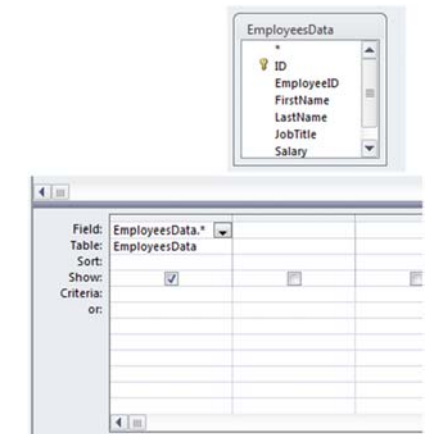 EmployeesData
*
ID
EmployeeID
FirstName
LastName
JobTitle
Salary
Field: EmployeesData.*
Table: EmployeesData
Sort:
Show:
Criteria:
or: